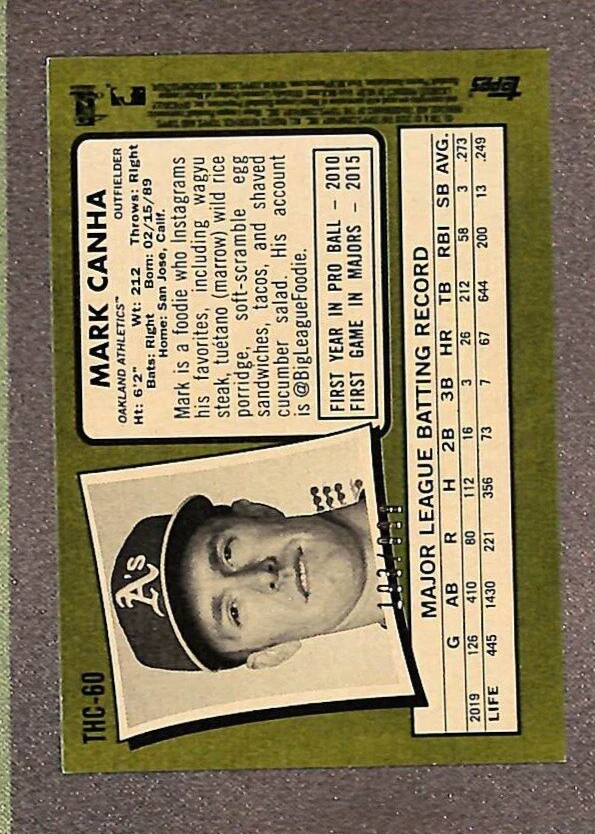 THC-60
MARK CANHA
OAKLAND ATHLETICS™ OUTFIELDER
Ht: 6'2" Wt: 212 Throws: Right
Bats: Right Born: 02/15/89
Home: San Jose, Calif.
Mark is a foodie who Instagrams
his favorites, including wagyu
steak, tuétano (marrow) wild rice
porridge, soft-scramble egg
sandwiches, tacos, and shaved
cucumber salad. His account
is @BigLeagueFoodie.
FIRST YEAR IN PRO BALL – 2010
FIRST GAME IN MAJORS – 2015
A's
MAJOR LEAGUE BATTING RECORD
G AB R H 2B 3B HR TB RBI SB AVG.
2019 126 410 80 112 16 3 26 212 58 3 .273
LIFE 445 1430 221 356 73 7 67 644 200 13 .249
Topps